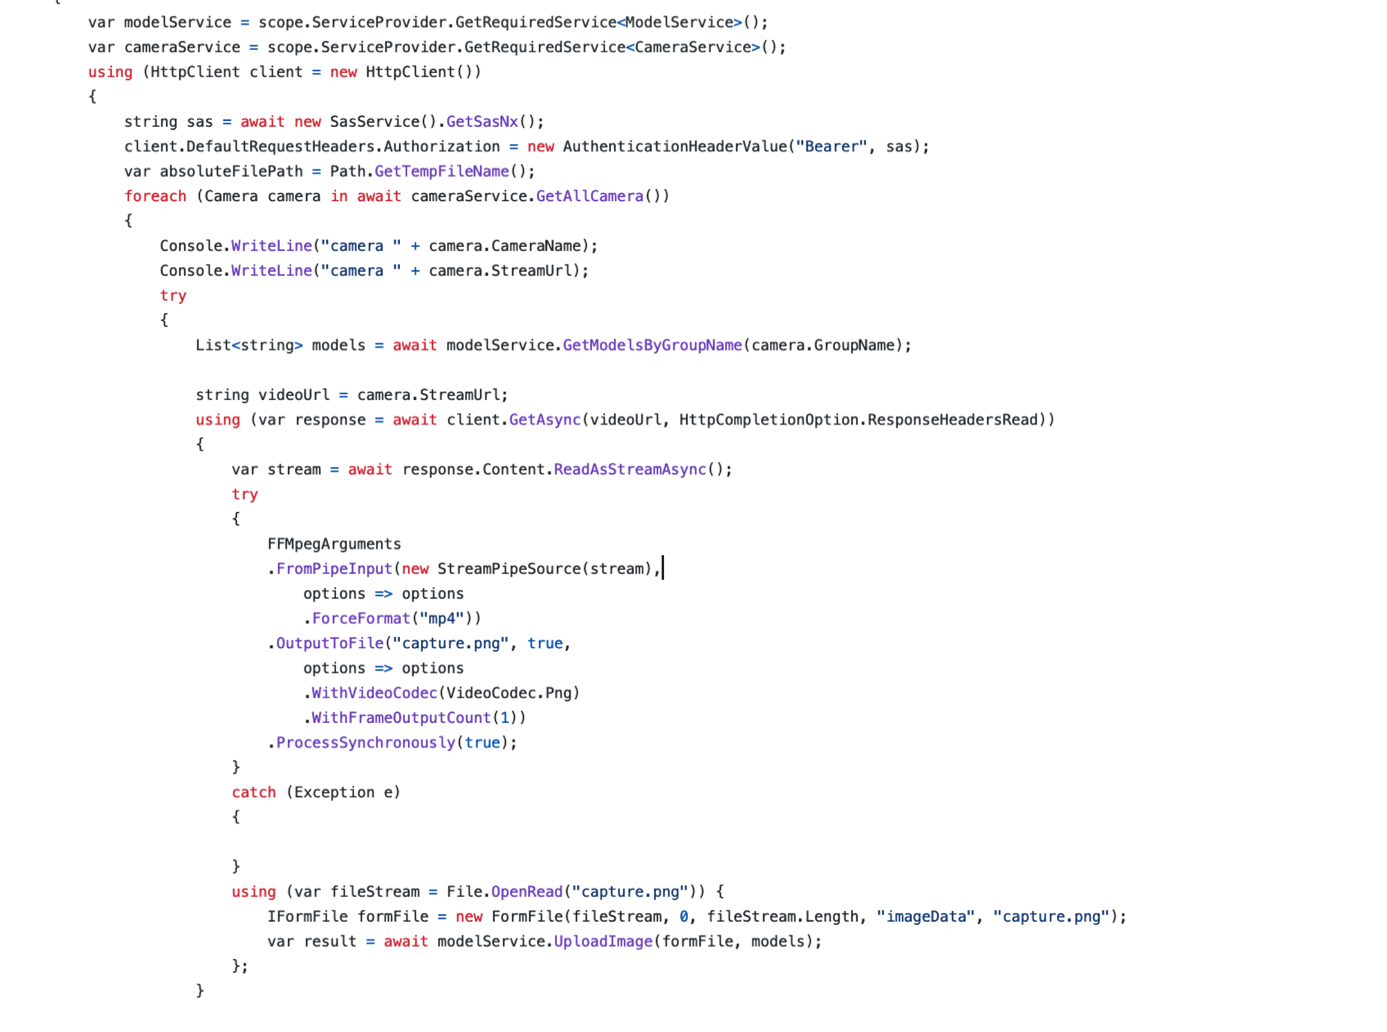 {
var modelService = scope.ServiceProvider.GetRequiredService<ModelService>();
var cameraService = scope.ServiceProvider.GetRequiredService<CameraService>();
using (HttpClient client = new HttpClient())
{
    string sas = await new SasService().GetSasNx();
    client.DefaultRequestHeaders.Authorization = new AuthenticationHeaderValue("Bearer", sas);
    var absoluteFilePath = Path.GetTempFileName();
    foreach (Camera camera in await cameraService.GetAllCamera())
    {
        Console.WriteLine("camera " + camera.CameraName);
        Console.WriteLine("camera " + camera.StreamUrl);
        try
        {
            List<string> models = await modelService.GetModelsByGroupName(camera.GroupName);

            string videoUrl = camera.StreamUrl;
            using (var response = await client.GetAsync(videoUrl, HttpCompletionOption.ResponseHeadersRead))
            {
                var stream = await response.Content.ReadAsStreamAsync();
                try
                {
                    FFMpegArguments
                    .FromPipeInput(new StreamPipeSource(stream),
                        options => options
                        .ForceFormat("mp4"))
                    .OutputToFile("capture.png", true,
                        options => options
                        .WithVideoCodec(VideoCodec.Png)
                        .WithFrameOutputCount(1))
                    .ProcessSynchronously(true);
                }
                catch (Exception e)
                {

                }
                using (var fileStream = File.OpenRead("capture.png")) {
                    IFormFile formFile = new FormFile(fileStream, 0, fileStream.Length, "imageData", "capture.png");
                    var result = await modelService.UploadImage(formFile, models);
                };
            }